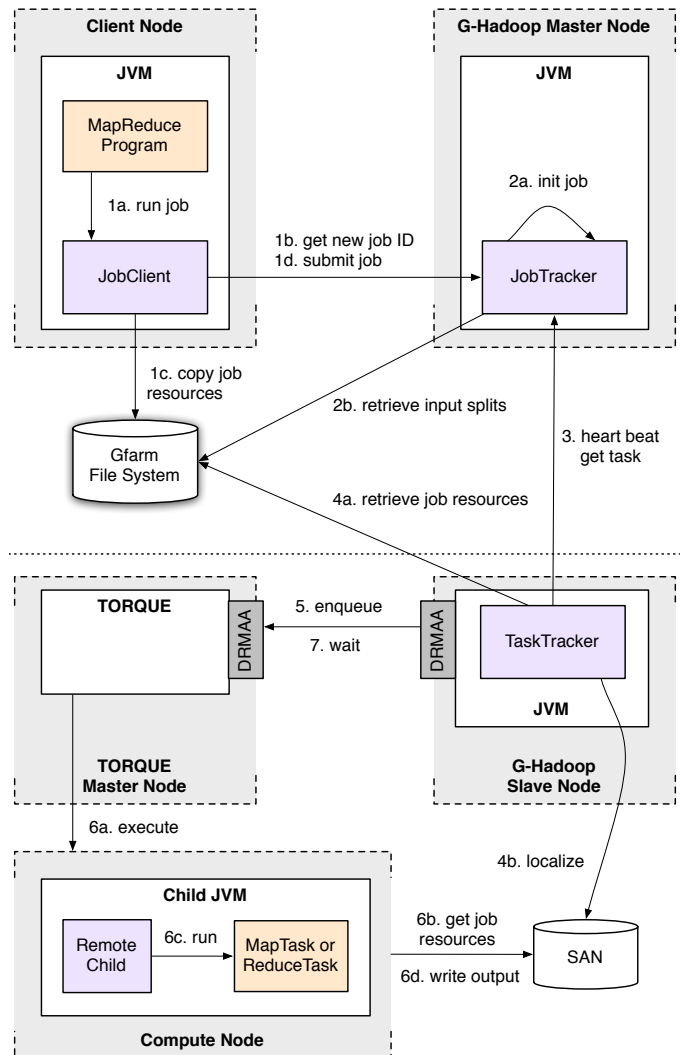 Client Node
JVM
MapReduce
Program
1a. run job
JobClient
1b. get new job ID
1d. submit job
G-Hadoop Master Node
JVM
2a. init job
JobTracker
1c. copy job
resources
Gfarm
File System
2b. retrieve input splits
3. heart beat
get task
4a. retrieve job resources
TORQUE
DRMAA
5. enqueue
7. wait
DRMAA
TaskTracker
JVM
TORQUE
Master Node
G-Hadoop
Slave Node
6a. execute
4b. localize
Child JVM
Remote
Child
6c. run
MapTask or
ReduceTask
Compute Node
6b. get job
resources
6d. write output
SAN